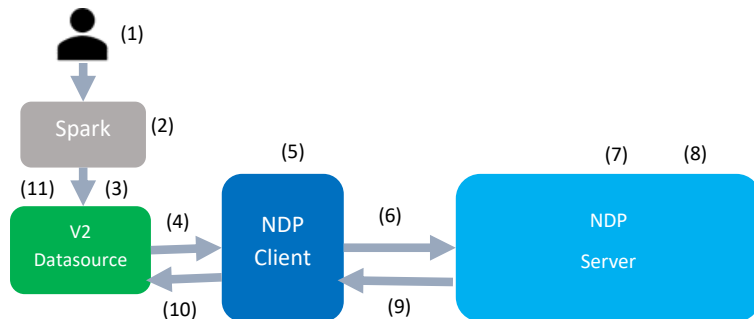 (1)
Spark
(2)
(11)
(3)
V2
Datasource
(4)
(10)
(5)
NDP
Client
(6)
(9)
(7)
(8)
NDP
Server